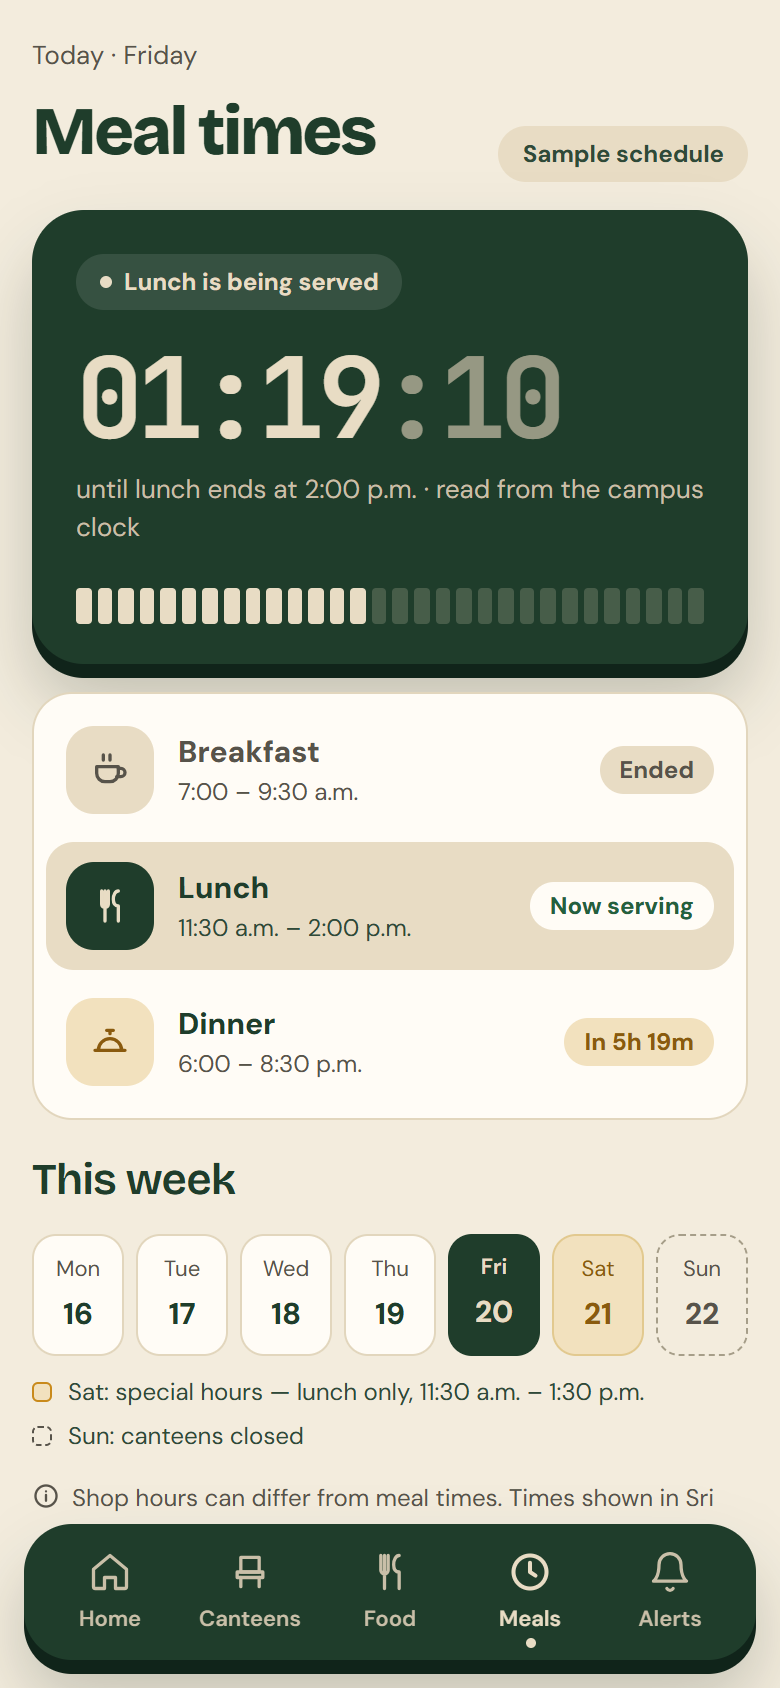 Today · Friday
Meal times
Sample schedule
Lunch is being served
01:19:10
until lunch ends at 2:00 p.m. · read from the campus
clock
Breakfast
7:00 – 9:30 a.m.
Ended
Lunch
11:30 a.m. – 2:00 p.m.
Now serving
Dinner
6:00 – 8:30 p.m.
In 5h 19m
This week
Mon Tue Wed Thu Fri Sat Sun
16 17 18 19 20 21 22
Sat: special hours — lunch only, 11:30 a.m. – 1:30 p.m.
Sun: canteens closed
Shop hours can differ from meal times. Times shown in Sri
Home Canteens Food Meals Alerts